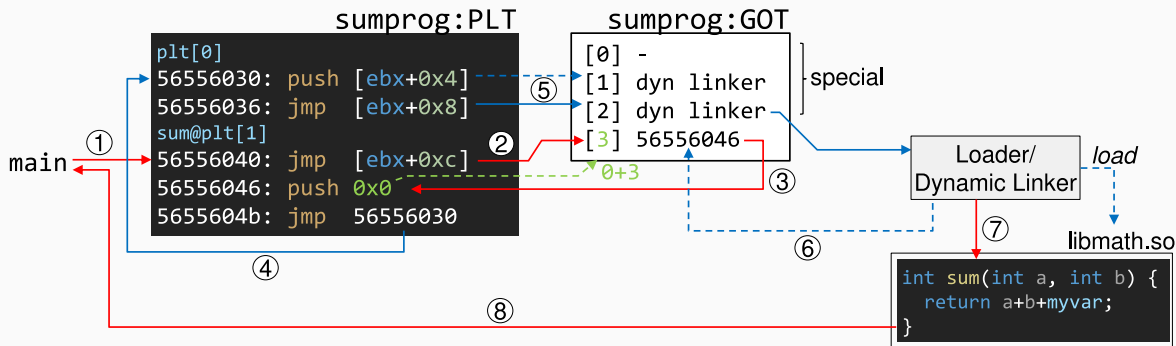 sumprog:PLT
sumprog:GOT
plt[0]
56556030: push [ebx+0x4]
56556036: jmp [ebx+0x8]
sum@plt[1]
56556040: jmp [ebx+0xc]
56556046: push 0x0
5655604b: jmp 56556030
[0] -
[1] dyn linker
[2] dyn linker
[3] 56556046
special
0+3
main
①
②
③
④
⑤
⑥
⑦
⑧
Loader/
Dynamic Linker
load
libmath.so
int sum(int a, int b) {
return a+b+myvar;
}